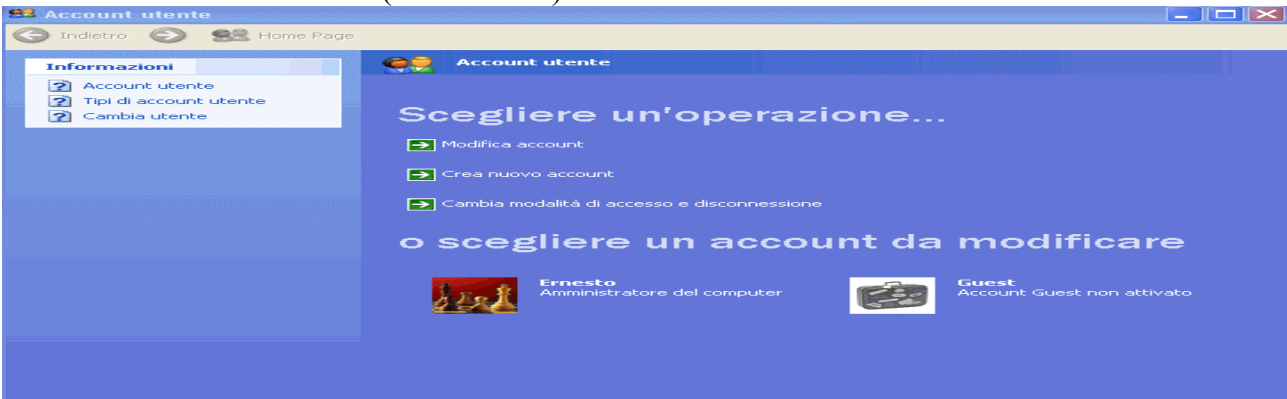 Account utente
Indietro Home Page
Informazioni
Account utente
Tipi di account utente
Cambia utente
Account utente
Scegliere un'operazione...
Modifica account
Crea nuovo account
Cambia modalità di accesso e disconnessione
o scegliere un account da modificare
Ernesto
Amministratore del computer
Guest
Account Guest non attivato